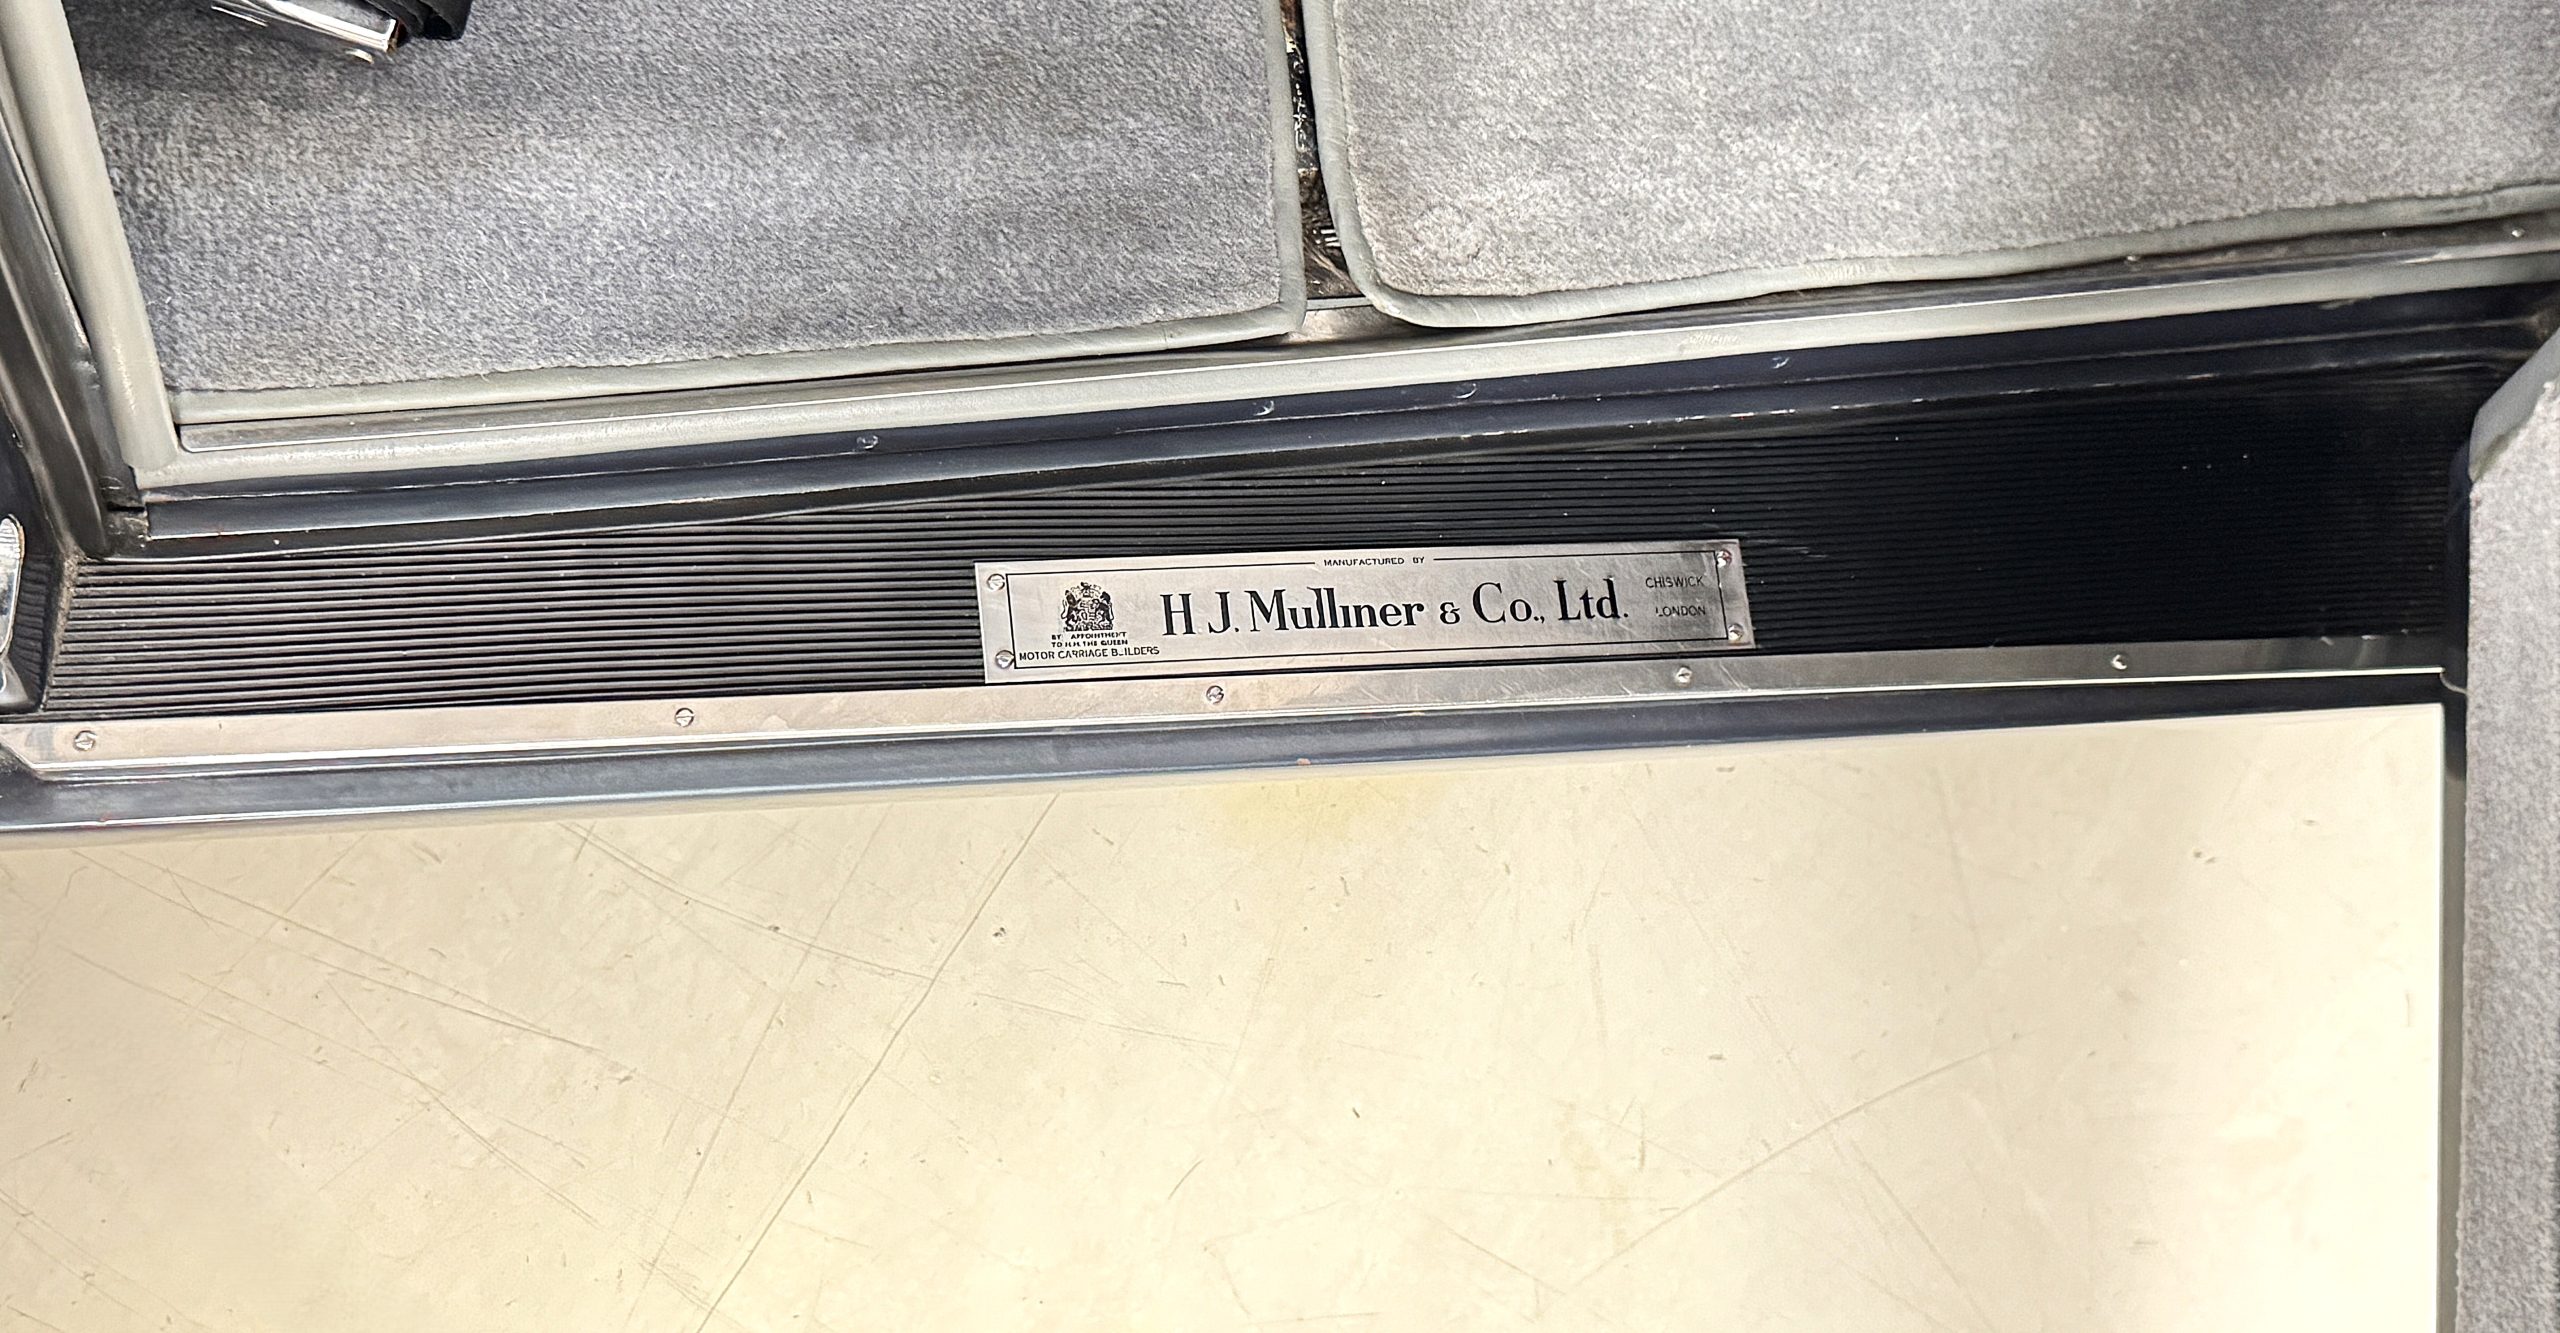 MANUFACTURED BY
H. J. Mulliner & Co., Ltd.
CHISWICK
LONDON
BY APPOINTMENT
TO H.M. THE QUEEN
MOTOR CARRIAGE BUILDERS